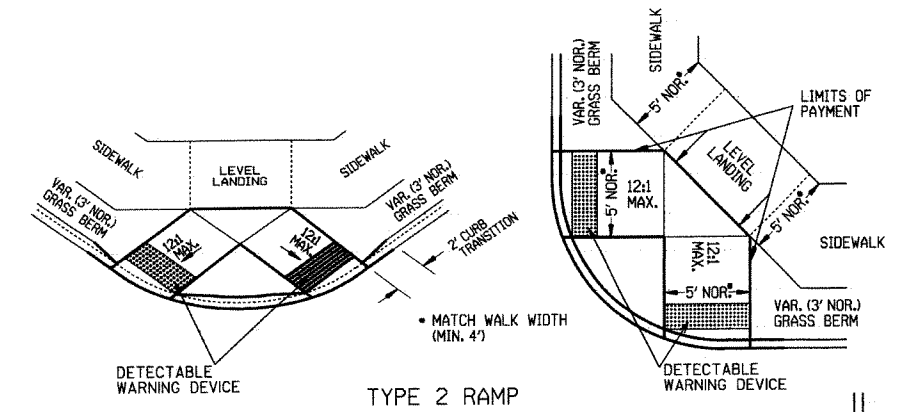 SIDEWALK
LEVEL
LANDING
SIDEWALK
VAR. (3' NOR.)
GRASS BERM
VAR. (3' NOR.)
GRASS BERM
12:1
MAX.
12:1
MAX.
2' CURB
TRANSITION
• MATCH WALK WIDTH
(MIN. 4')
DETECTABLE
WARNING DEVICE
TYPE 2 RAMP
VAR. (3' NOR.)
GRASS BERM
SIDEWALK
5' NOR.•
LIMITS OF
PAYMENT
LEVEL
LANDING
5' NOR.•
12:1
MAX.
5' NOR.•
SIDEWALK
12:1
MAX.
5' NOR.•
VAR. (3' NOR.)
GRASS BERM
DETECTABLE
WARNING DEVICE